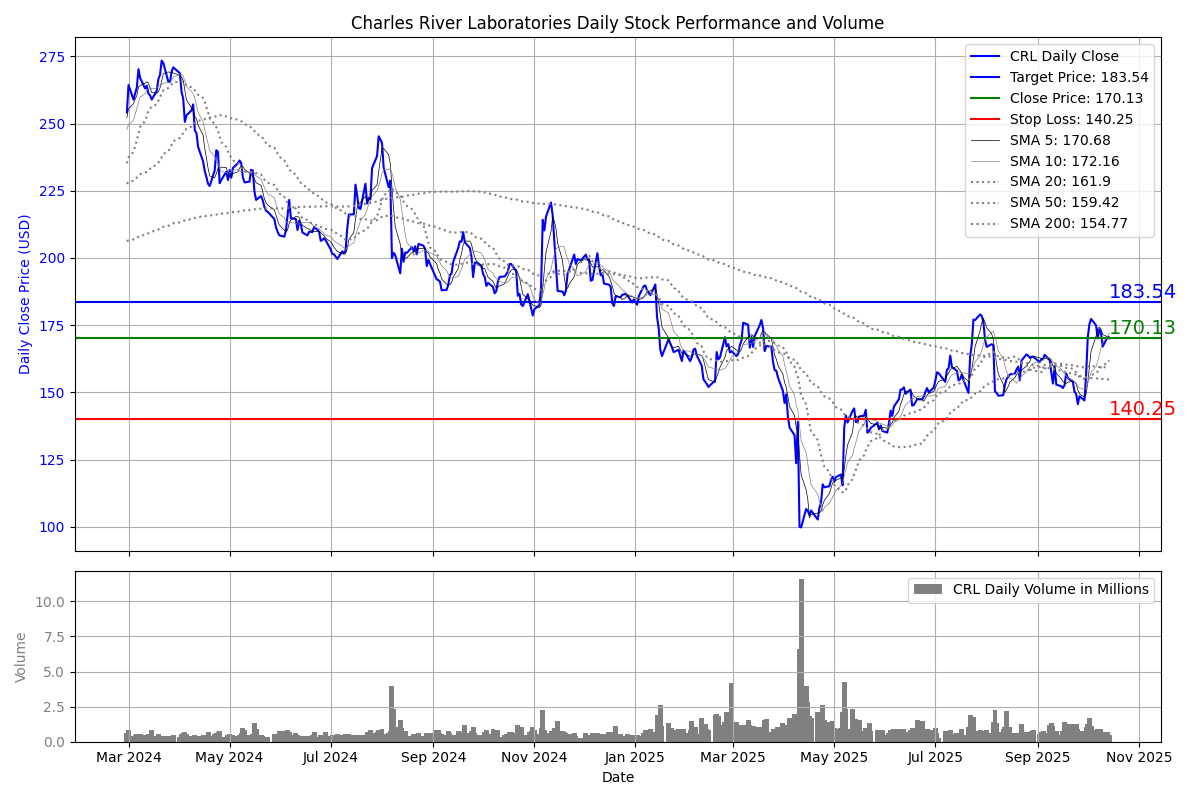 Charles River Laboratories Daily Stock Performance and Volume
Daily Close Price (USD)
275
250
225
200
175
150
125
100
CRL Daily Close
Target Price: 183.54
Close Price: 170.13
Stop Loss: 140.25
SMA 5: 170.68
SMA 10: 172.16
SMA 20: 161.9
SMA 50: 159.42
SMA 200: 154.77
183.54
170.13
140.25
Volume
10.0
7.5
5.0
2.5
0.0
CRL Daily Volume in Millions
Mar 2024 May 2024 Jul 2024 Sep 2024 Nov 2024 Jan 2025 Mar 2025 May 2025 Jul 2025 Sep 2025 Nov 2025
Date